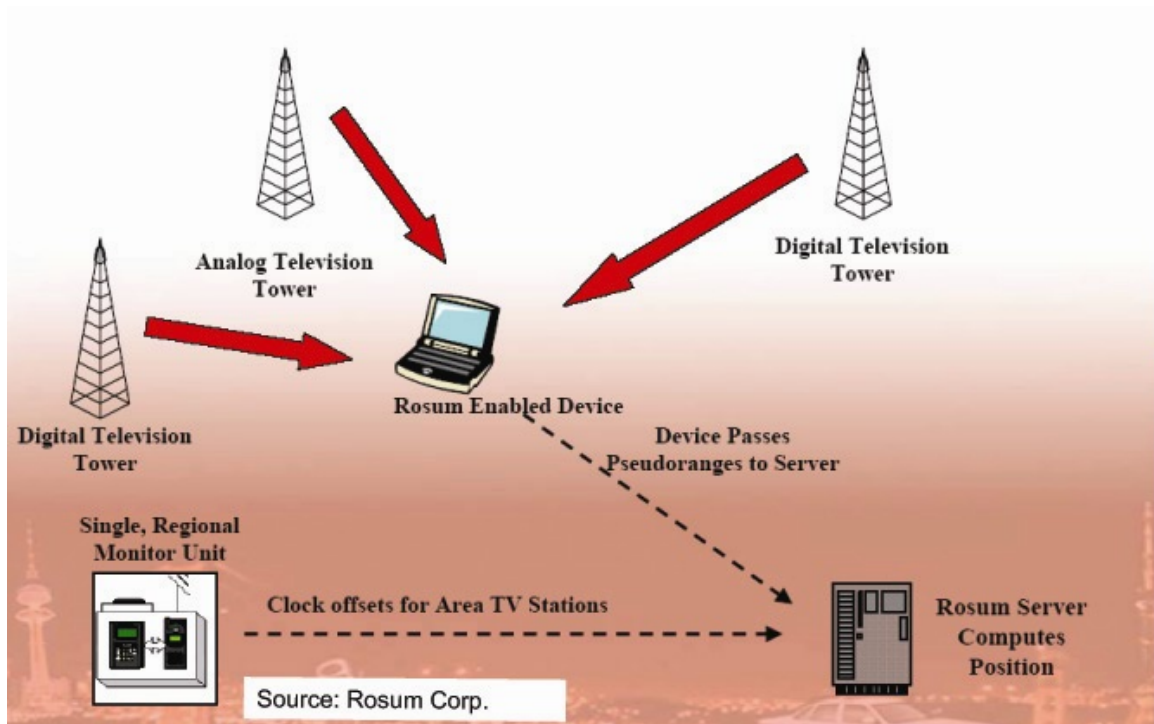 Analog Television
Tower
Digital Television
Tower
Digital Television
Tower
Rosum Enabled Device
Device Passes
Pseudoranges to Server
Single, Regional
Monitor Unit
Clock offsets for Area TV Stations
Rosum Server
Computes
Position
Source: Rosum Corp.